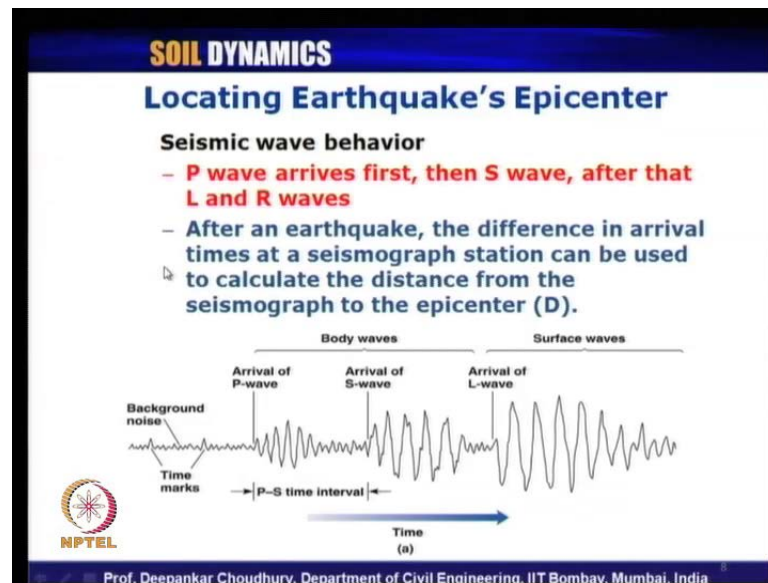 SOIL DYNAMICS
Locating Earthquake's Epicenter
Seismic wave behavior
– P wave arrives first, then S wave, after that
L and R waves
– After an earthquake, the difference in arrival
times at a seismograph station can be used
to calculate the distance from the
seismograph to the epicenter (D).
Body waves
Surface waves
Arrival of
P-wave
Arrival of
S-wave
Arrival of
L-wave
Background
noise
Time
marks
P–S time interval
Time
(a)
NPTEL
8
Prof. Deepankar Choudhury, Department of Civil Engineering, IIT Bombay, Mumbai, India